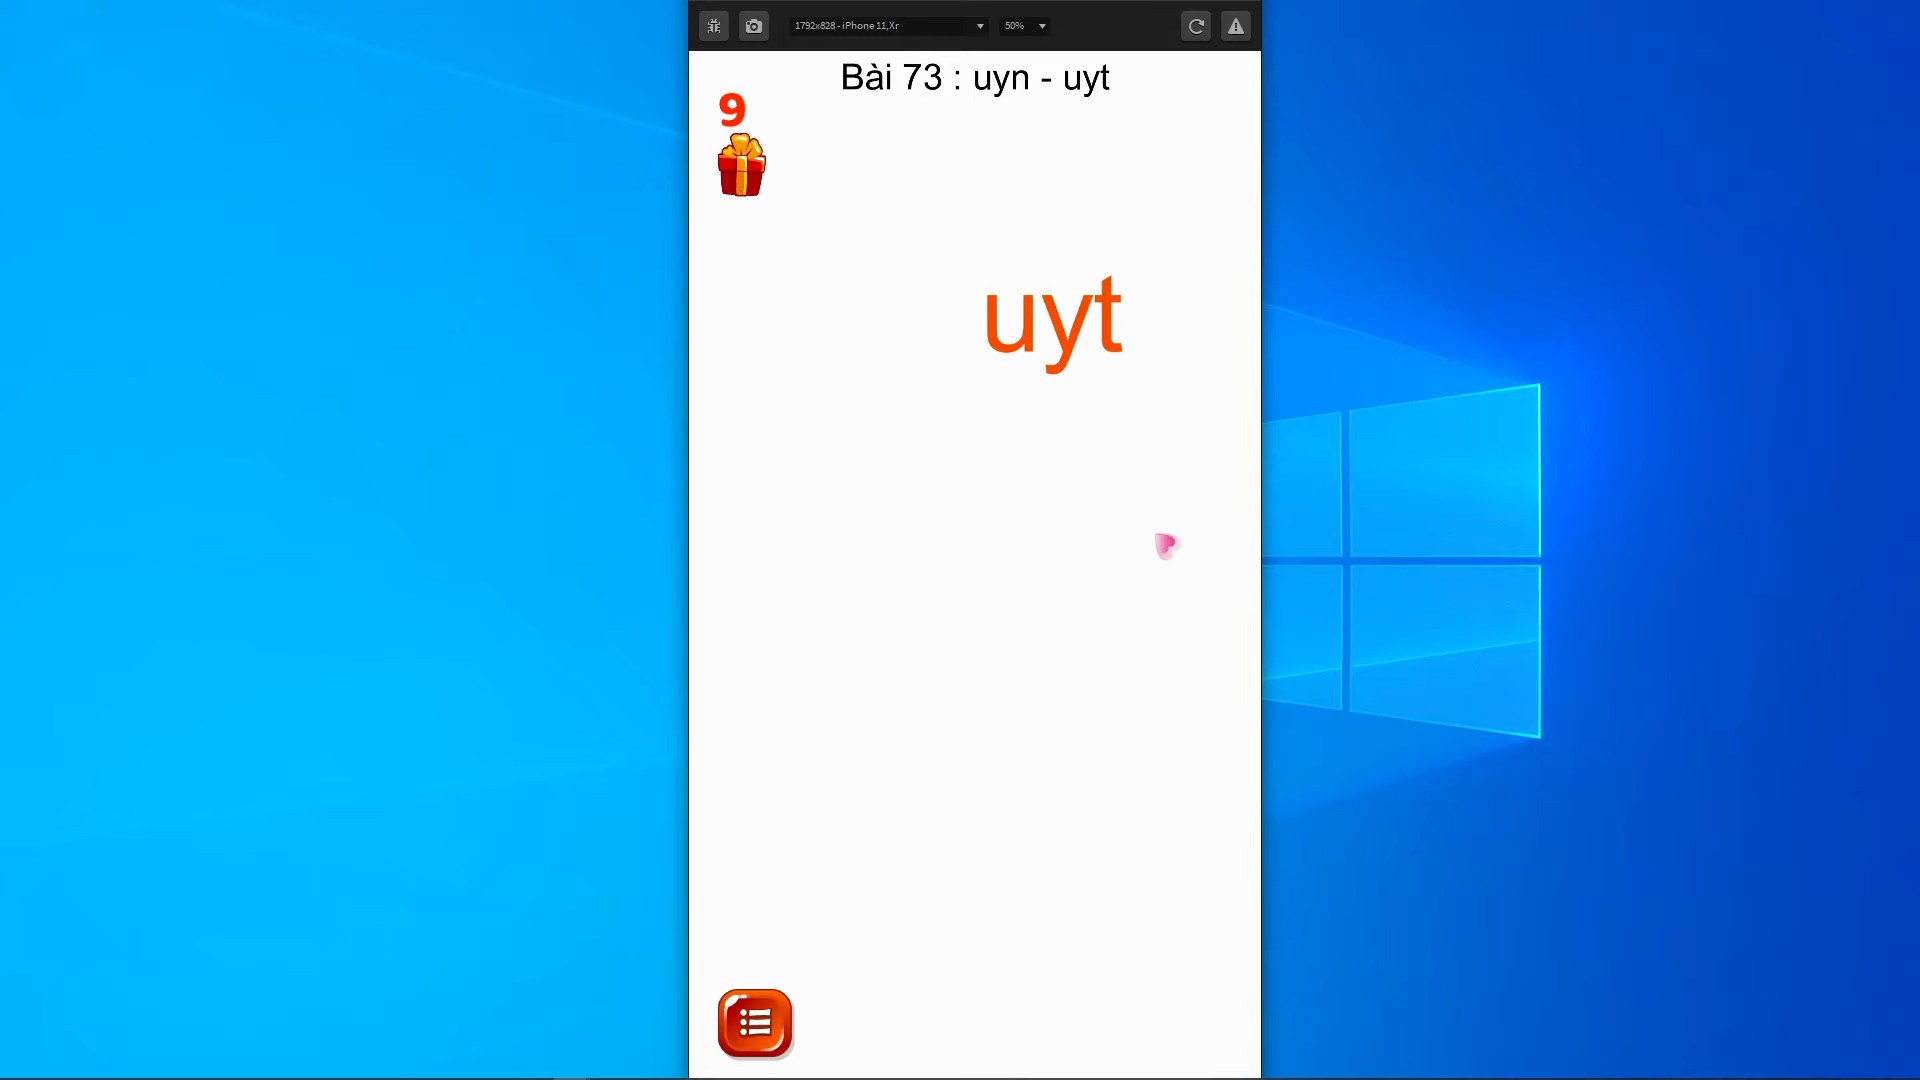 1792x828 - iPhone 11,Xr
50%
Bài 73 : uyn - uyt
9
uyt